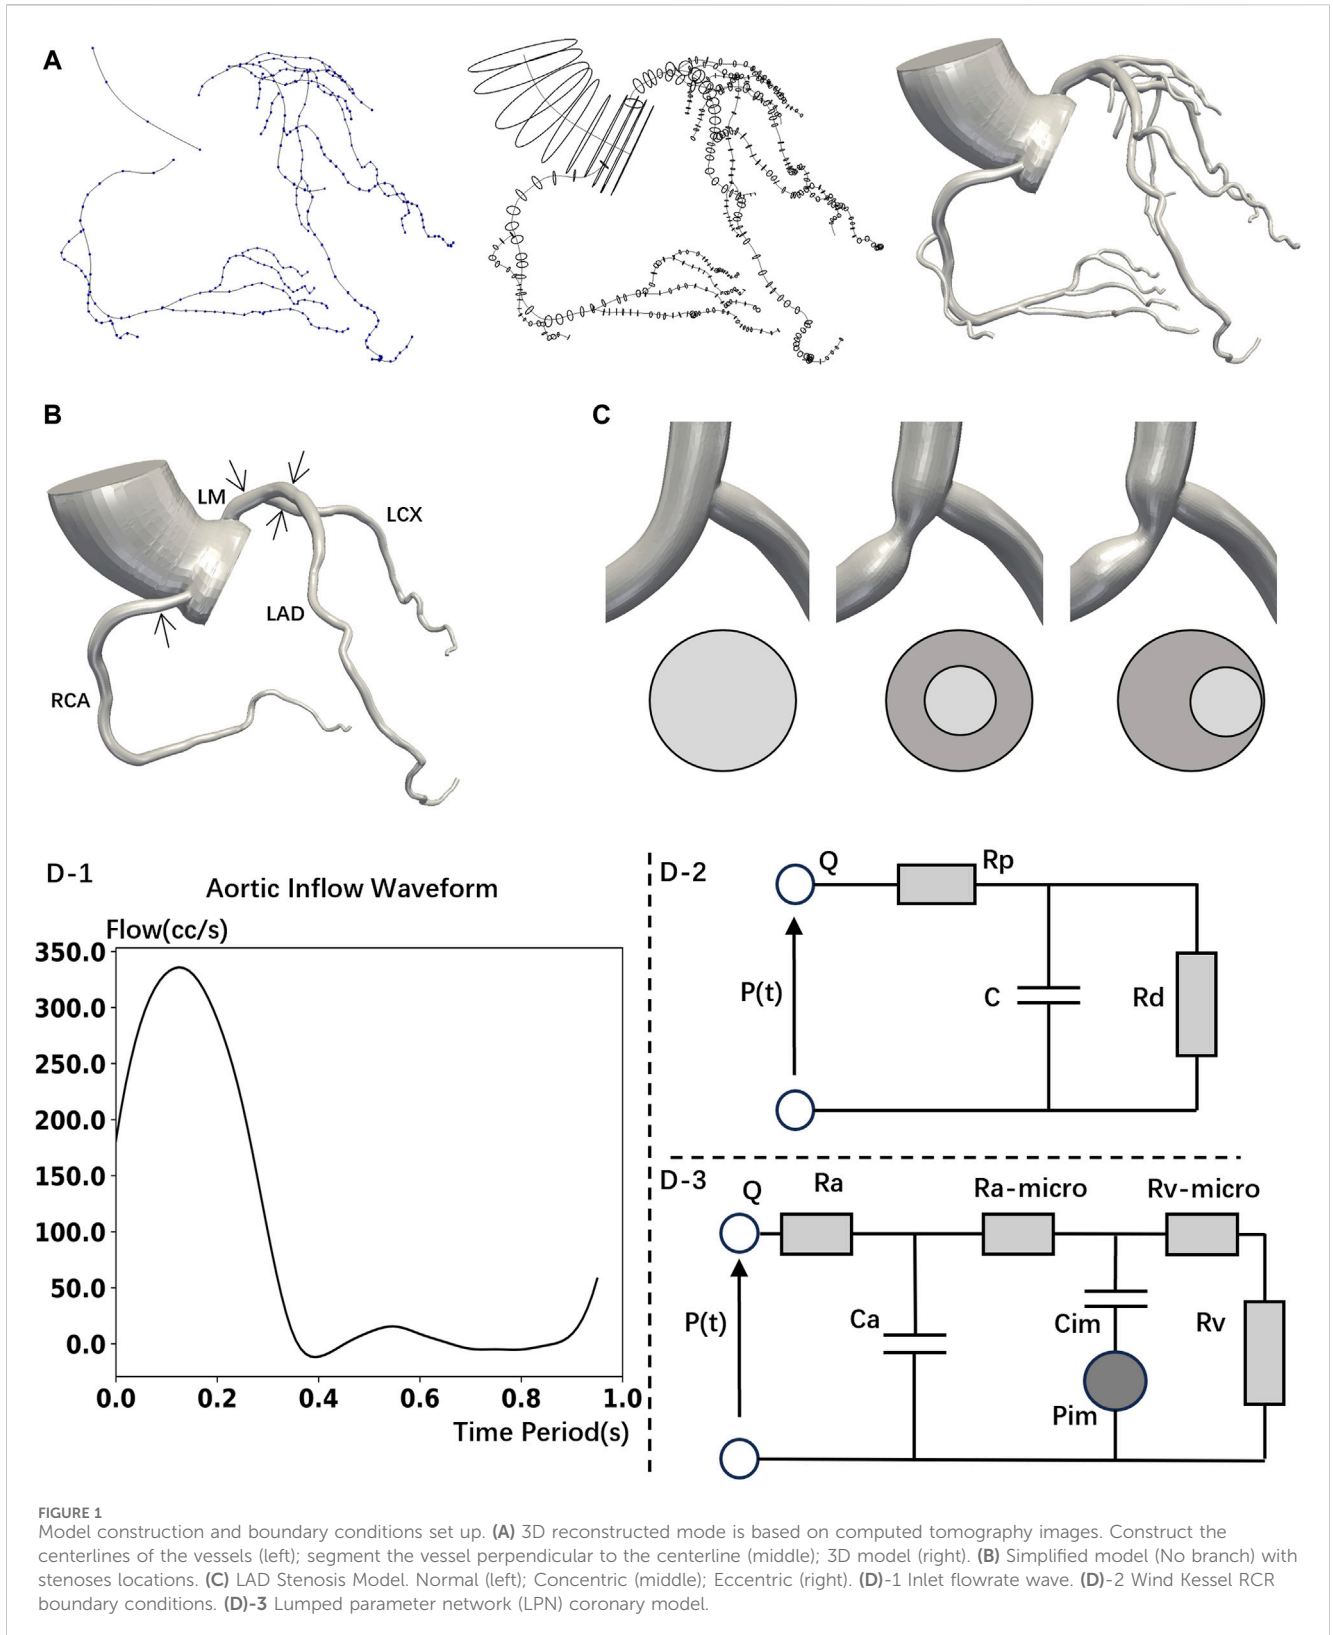 A
B
C
LM
LCX
LAD
RCA
D-1
Aortic Inflow Waveform
Flow(cc/s)
350.0
300.0
250.0
200.0
150.0
100.0
50.0
0.0
0.0 0.2 0.4 0.6 0.8 1.0
Time Period(s)
D-2
Q
Rp
P(t)
C
Rd
D-3
Q
Ra
Ra-micro
Rv-micro
P(t)
Ca
Cim
Rv
Pim
FIGURE 1
Model construction and boundary conditions set up. (A) 3D reconstructed mode is based on computed tomography images. Construct the
centerlines of the vessels (left); segment the vessel perpendicular to the centerline (middle); 3D model (right). (B) Simplified model (No branch) with
stenoses locations. (C) LAD Stenosis Model. Normal (left); Concentric (middle); Eccentric (right). (D)-1 Inlet flowrate wave. (D)-2 Wind Kessel RCR
boundary conditions. (D)-3 Lumped parameter network (LPN) coronary model.